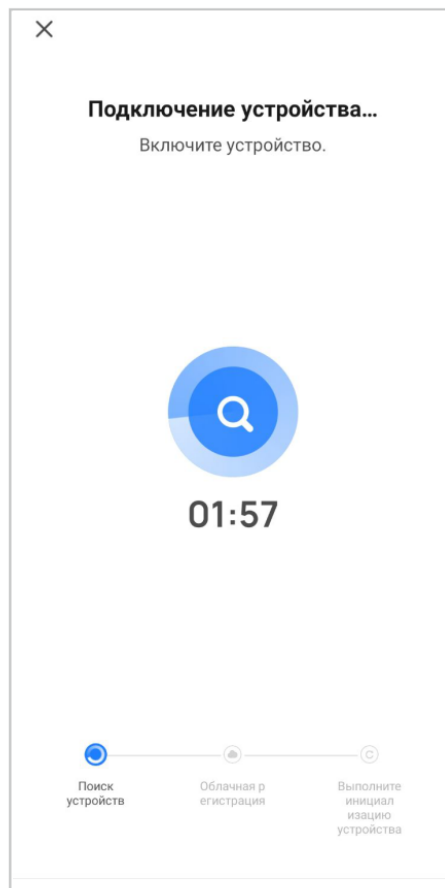 Подключение устройства...
Включите устройство.
01:57
Поиск
устройств
Облачная р
егистрация
Выполните
инициал
изацию
устройства